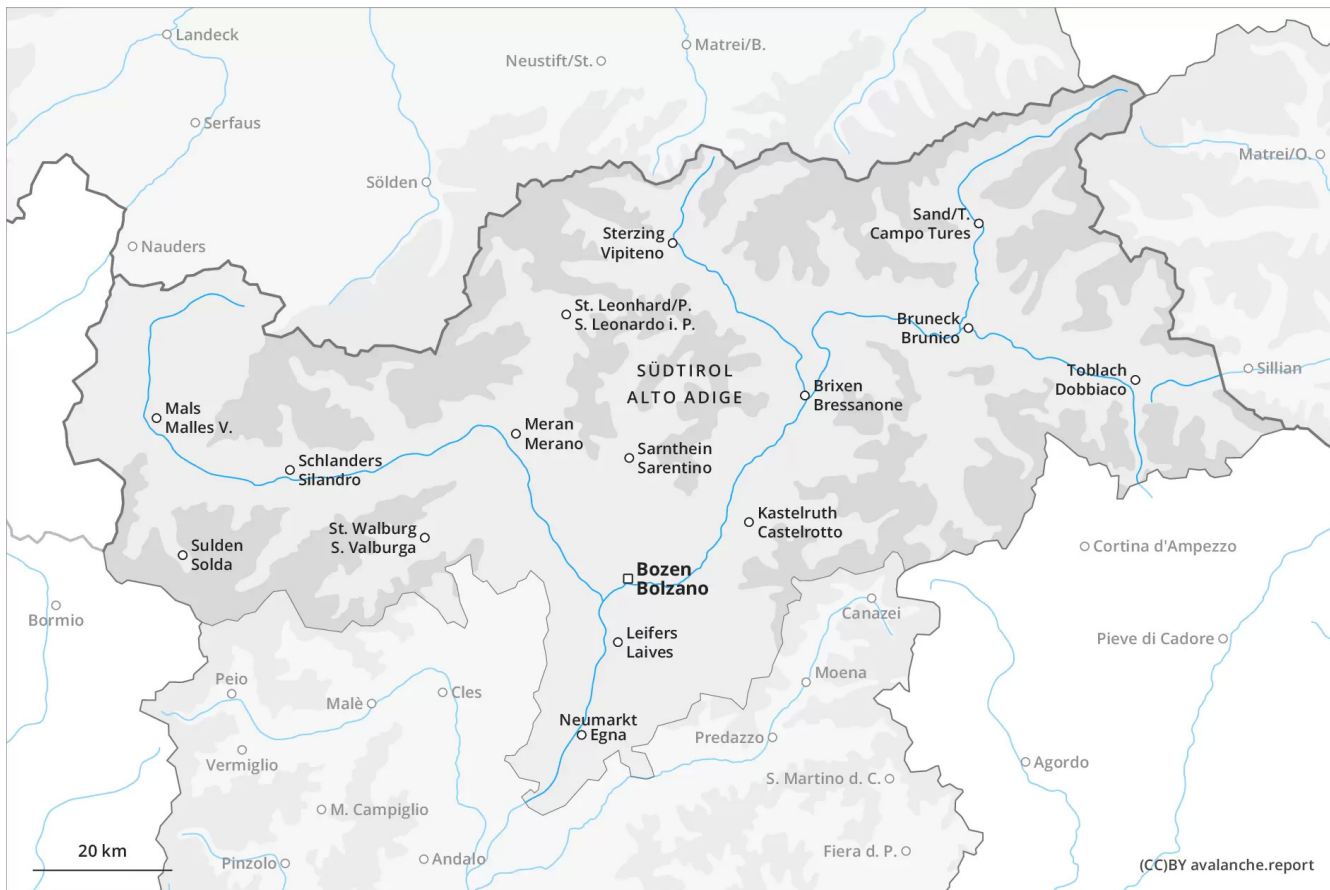 Landeck
Matrei/B.
Neustift/St.
Serfaus
Matrei/O.
Sölden
Sand/T.
Campo Tures
Sterzing
Vipiteno
Nauders
St. Leonhard/P.
S. Leonardo i. P.
Bruneck
Brunico
SÜDTIROL
ALTO ADIGE
Toblach
Dobbiaco
Sillian
Brixen
Bressanone
Mals
Malles V.
Meran
Merano
Sarnthein
Sarentino
Schlanders
Silandro
Kastelruth
Castelrotto
St. Walburg
S. Valburga
Sulden
Solda
Cortina d'Ampezzo
Bozen
Bolzano
Bormio
Canazei
Leifers
Laives
Pieve di Cadore
Peio
Moena
Malè
Cles
Neumarkt
Egna
Predazzo
Vermiglio
Agordo
S. Martino d. C.
M. Campiglio
20 km
Pinzolo
Andalo
Fiera d. P.
(CC)BY avalanche.report